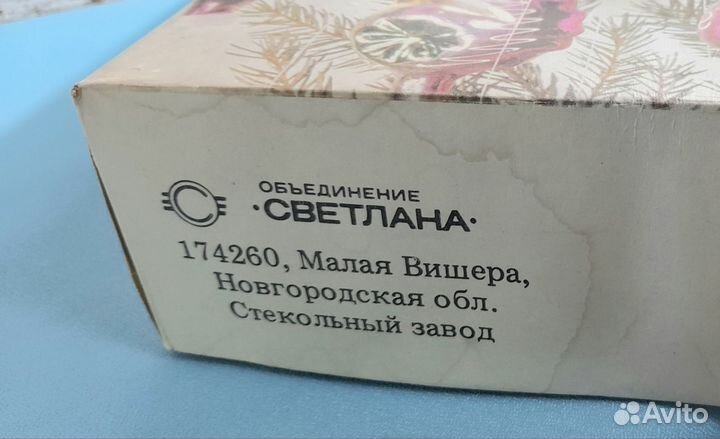 ОБЪЕДИНЕНИЕ
·СВЕТЛАНА·
174260, Малая Вишера,
Новгородская обл.
Стекольный завод
Avito